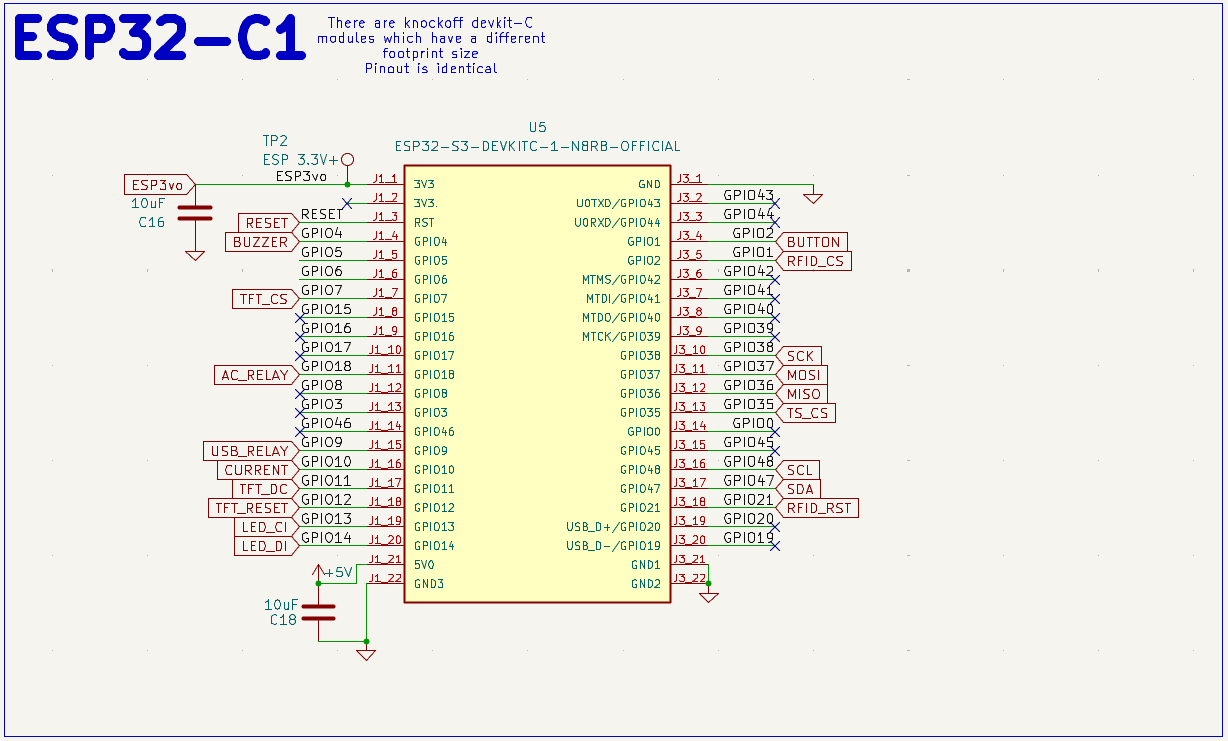 ESP32-C1
There are knockoff devkit-C
modules which have a different
footprint size
Pinout is identical
U5
ESP32-S3-DEVKITC-1-N8R8-OFFICIAL
TP2
ESP 3.3V+
ESP3vo
ESP3vo
10uF
C16
J1_1 3V3 GND J3_1
J1_2 3V3. U0TXD/GPIO43 J3_2 GPIO43
RESET RESET J1_3 RST U0RXD/GPIO44 J3_3 GPIO44
BUZZER GPIO4 J1_4 GPIO4 GPIO1 J3_4 GPIO2 BUTTON
GPIO5 J1_5 GPIO5 GPIO2 J3_5 GPIO1 RFID_CS
GPIO6 J1_6 GPIO6 MTMS/GPIO42 J3_6 GPIO42
TFT_CS GPIO7 J1_7 GPIO7 MTDI/GPIO41 J3_7 GPIO41
GPIO15 J1_8 GPIO15 MTDO/GPIO40 J3_8 GPIO40
GPIO16 J1_9 GPIO16 MTCK/GPIO39 J3_9 GPIO39
GPIO17 J1_10 GPIO17 GPIO38 J3_10 GPIO38 SCK
AC_RELAY GPIO18 J1_11 GPIO18 GPIO37 J3_11 GPIO37 MOSI
GPIO8 J1_12 GPIO8 GPIO36 J3_12 GPIO36 MISO
GPIO3 J1_13 GPIO3 GPIO35 J3_13 GPIO35 TS_CS
GPIO46 J1_14 GPIO46 GPIO0 J3_14 GPIO0
USB_RELAY GPIO9 J1_15 GPIO9 GPIO45 J3_15 GPIO45
CURRENT GPIO10 J1_16 GPIO10 GPIO48 J3_16 GPIO48 SCL
TFT_DC GPIO11 J1_17 GPIO11 GPIO47 J3_17 GPIO47 SDA
TFT_RESET GPIO12 J1_18 GPIO12 GPIO21 J3_18 GPIO21 RFID_RST
LED_CI GPIO13 J1_19 GPIO13 USB_D+/GPIO20 J3_19 GPIO20
LED_DI GPIO14 J1_20 GPIO14 USB_D-/GPIO19 J3_20 GPIO19
J1_21 5V0 GND1 J3_21
+5V J1_22 GND3 GND2 J3_22
10uF
C18